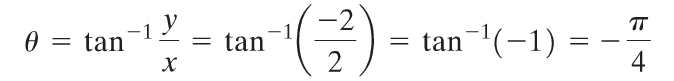 θ = tan⁻¹ y/x = tan⁻¹(-2/2) = tan⁻¹(-1) = -π/4